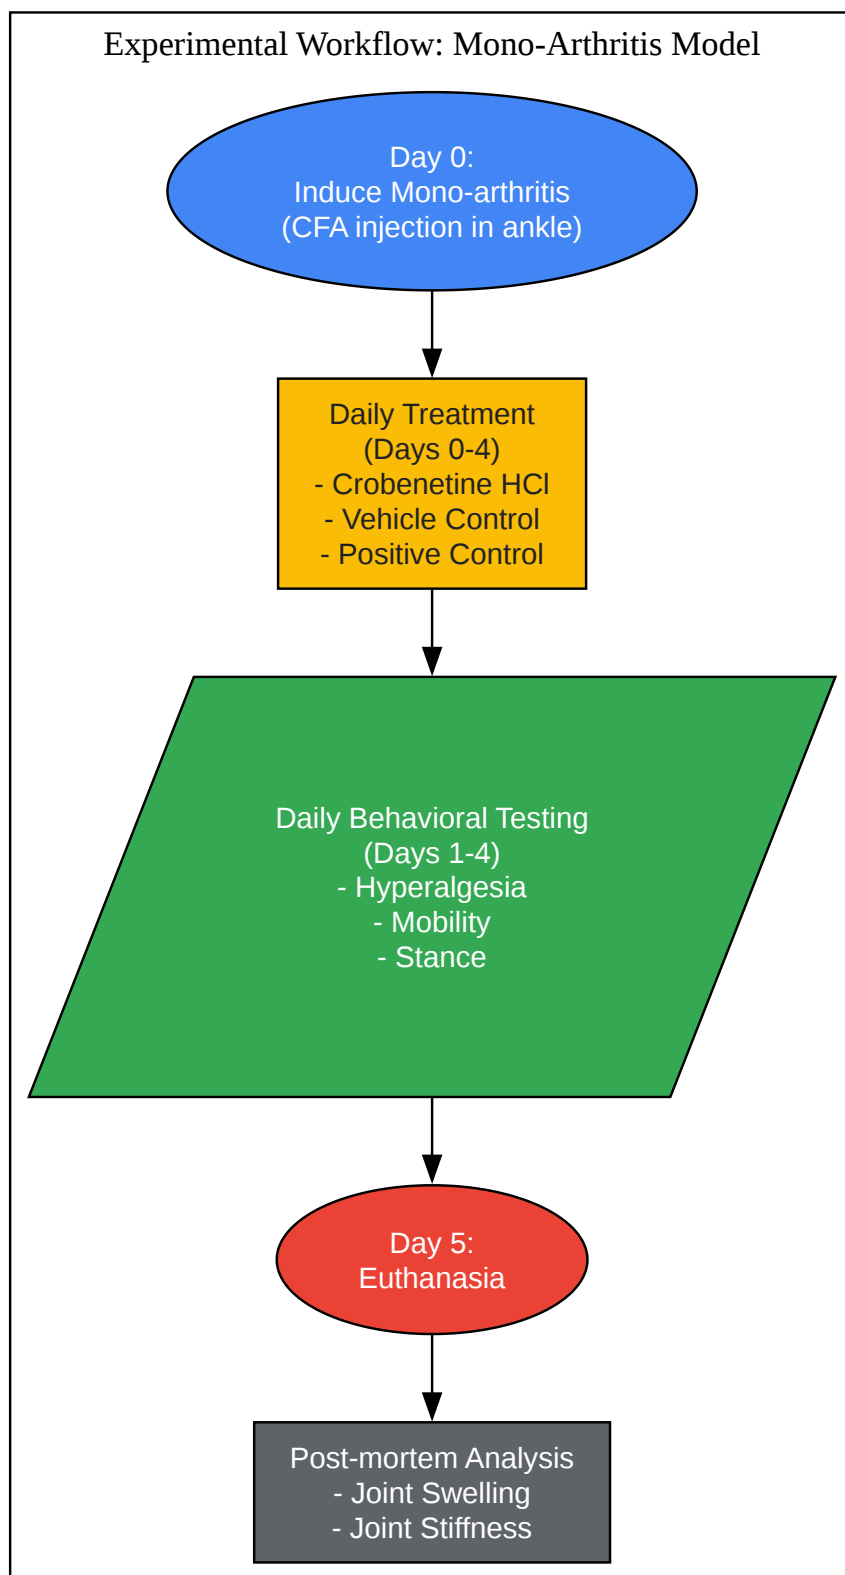 Experimental Workflow: Mono-Arthritis Model
Day 0:
Induce Mono-arthritis
(CFA injection in ankle)
Daily Treatment
(Days 0-4)
- Crobenetine HCl
- Vehicle Control
- Positive Control
Daily Behavioral Testing
(Days 1-4)
- Hyperalgesia
- Mobility
- Stance
Day 5:
Euthanasia
Post-mortem Analysis
- Joint Swelling
- Joint Stiffness